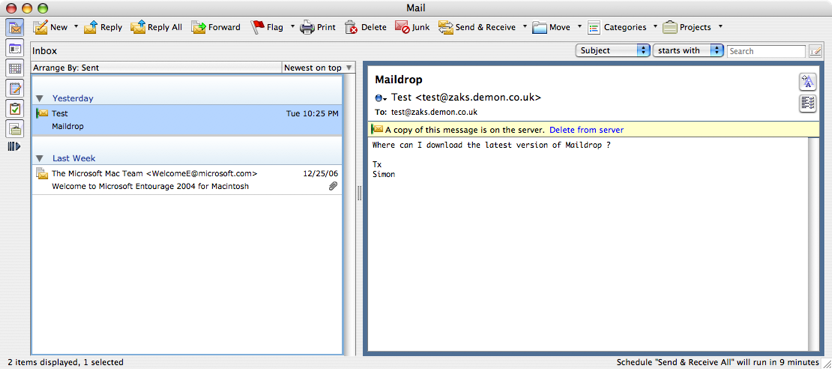 Mail
New Reply Reply All Forward Flag Print Delete Junk Send & Receive Move Categories Projects
Inbox
Subject starts with Search
Arrange By: Sent Newest on top
Yesterday
Test Tue 10:25 PM
Maildrop
Last Week
The Microsoft Mac Team <WelcomeE@microsoft.com> 12/25/06
Welcome to Microsoft Entourage 2004 for Macintosh
Maildrop
Test <test@zaks.demon.co.uk>
To: test@zaks.demon.co.uk
A copy of this message is on the server. Delete from server
Where can I download the latest version of Maildrop ?
Tx
Simon
2 items displayed, 1 selected
Schedule "Send & Receive All" will run in 9 minutes